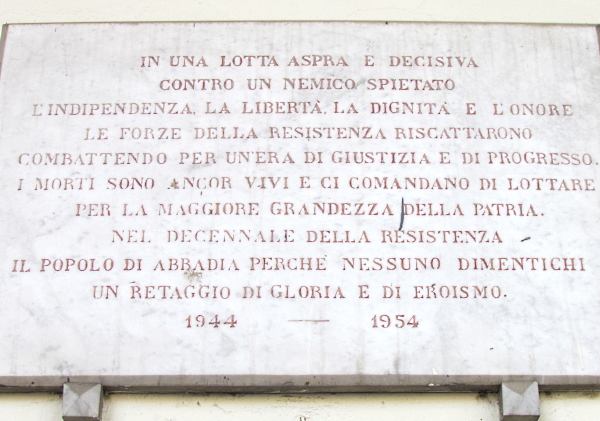 IN UNA LOTTA ASPRA E DECISIVA
CONTRO UN NEMICO SPIETATO
L'INDIPENDENZA, LA LIBERTÀ, LA DIGNITÀ E L'ONORE
LE FORZE DELLA RESISTENZA RISCATTARONO
COMBATTENDO PER UN'ERA DI GIUSTIZIA E DI PROGRESSO.
I MORTI SONO ANCOR VIVI E CI COMANDANO DI LOTTARE
PER LA MAGGIORE GRANDEZZA DELLA PATRIA.
NEL DECENNALE DELLA RESISTENZA
IL POPOLO DI ABBADIA PERCHÈ NESSUNO DIMENTICHI
UN RETAGGIO DI GLORIA E DI EROISMO.
1944 — 1954